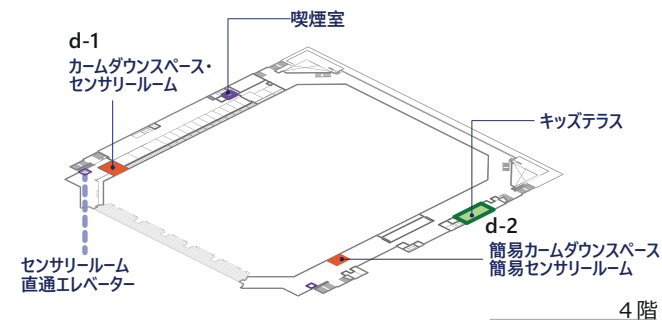 喫煙室
d-1
カームダウンスペース・
センサリールーム
キッズテラス
d-2
簡易カームダウンスペース
簡易センサリールーム
センサリールーム
直通エレベーター
4階